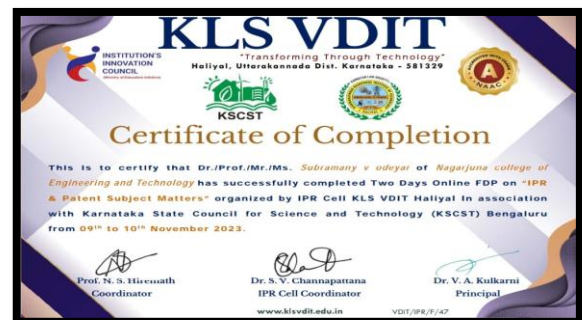 KLS VDIT
"Transforming Through Technology"
Haliyal, Uttarakannada Dist. Karnataka - 581329
INSTITUTION'S
INNOVATION
COUNCIL
Ministry of Education Initiative
KSCST
NAAC
A
Certificate of Completion
This is to certify that Dr./Prof./Mr./Ms. Subramany v odeyar of Nagarjuna college of
Engineering and Technology has successfully completed Two Days Online FDP on "IPR
& Patent Subject Matters" organized by IPR Cell KLS VDIT Haliyal In association
with Karnataka State Council for Science and Technology (KSCST) Bengaluru
from 09th to 10th November 2023.
Prof. N. S. Hiremath
Coordinator
Dr. S. V. Channapattana
IPR Cell Coordinator
Dr. V. A. Kulkarni
Principal
www.klsvdit.edu.in
VDIT/IPR/F/47